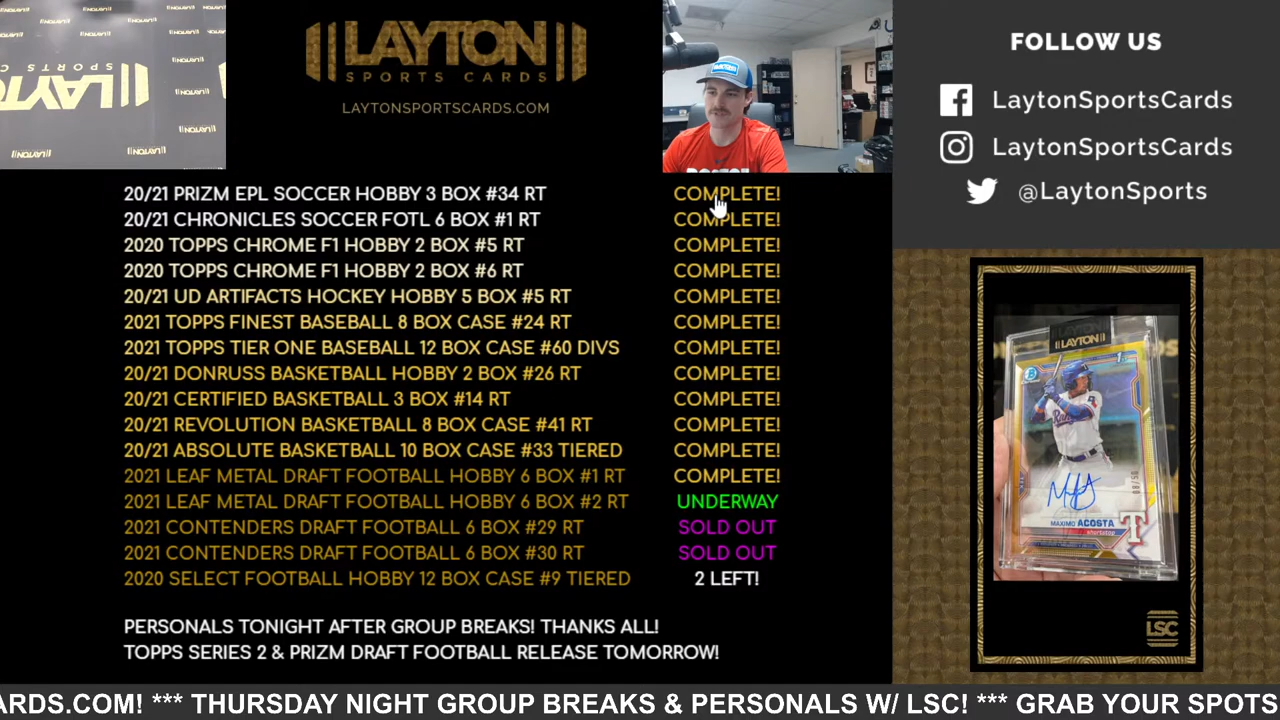 LAYTON
SPORTS CARDS
LAYTONSPORTSCARDS.COM
20/21 PRIZM EPL SOCCER HOBBY 3 BOX #34 RT COMPLETE!
20/21 CHRONICLES SOCCER FOTL 6 BOX #1 RT COMPLETE!
2020 TOPPS CHROME F1 HOBBY 2 BOX #5 RT COMPLETE!
2020 TOPPS CHROME F1 HOBBY 2 BOX #6 RT COMPLETE!
20/21 UD ARTIFACTS HOCKEY HOBBY 5 BOX #5 RT COMPLETE!
2021 TOPPS FINEST BASEBALL 8 BOX CASE #24 RT COMPLETE!
2021 TOPPS TIER ONE BASEBALL 12 BOX CASE #60 DIVS COMPLETE!
20/21 DONRUSS BASKETBALL HOBBY 2 BOX #26 RT COMPLETE!
20/21 CERTIFIED BASKETBALL 3 BOX #14 RT COMPLETE!
20/21 REVOLUTION BASKETBALL 8 BOX CASE #41 RT COMPLETE!
20/21 ABSOLUTE BASKETBALL 10 BOX CASE #33 TIERED COMPLETE!
2021 LEAF METAL DRAFT FOOTBALL HOBBY 6 BOX #1 RT COMPLETE!
2021 LEAF METAL DRAFT FOOTBALL HOBBY 6 BOX #2 RT UNDERWAY
2021 CONTENDERS DRAFT FOOTBALL 6 BOX #29 RT SOLD OUT
2021 CONTENDERS DRAFT FOOTBALL 6 BOX #30 RT SOLD OUT
2020 SELECT FOOTBALL HOBBY 12 BOX CASE #9 TIERED 2 LEFT!
PERSONALS TONIGHT AFTER GROUP BREAKS! THANKS ALL!
TOPPS SERIES 2 & PRIZM DRAFT FOOTBALL RELEASE TOMORROW!
FOLLOW US
LaytonSportsCards
LaytonSportsCards
@LaytonSports
LAYTON
MAXIMO ACOSTA
shortstop
LSC
ARDS.COM! *** THURSDAY NIGHT GROUP BREAKS & PERSONALS W/ LSC! *** GRAB YOUR SPOTS